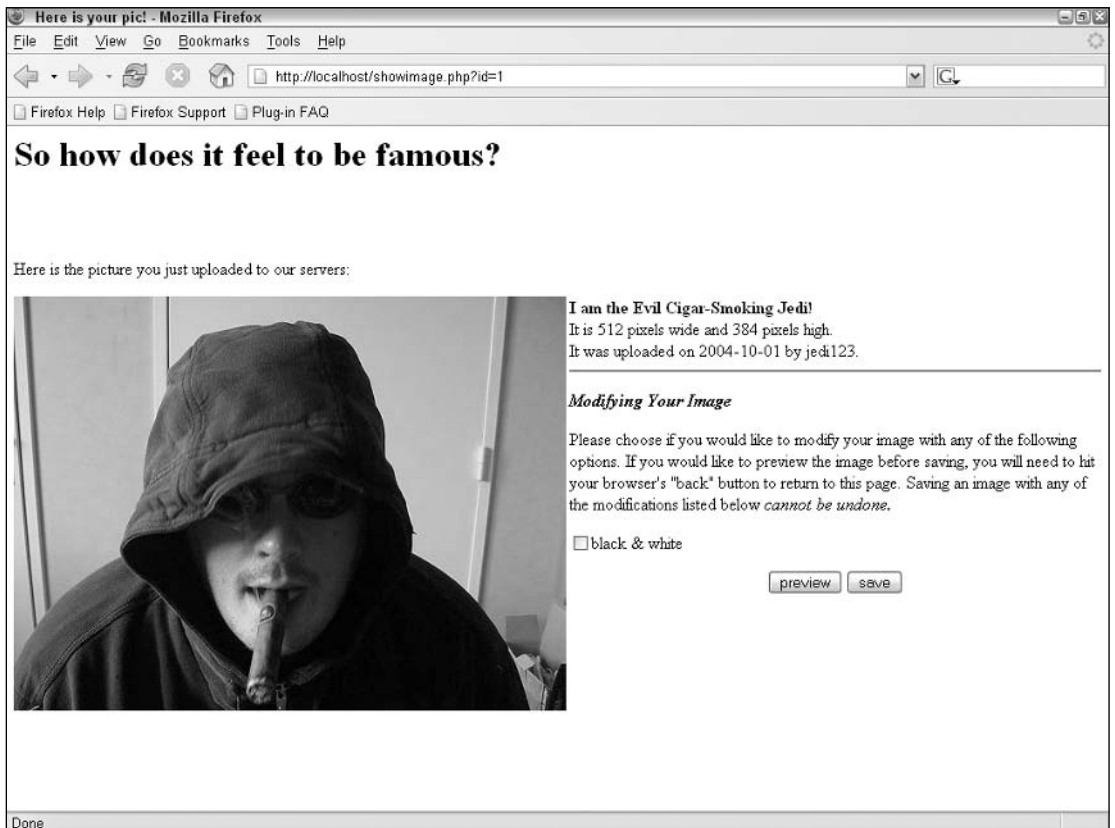 Here is your pic! - Mozilla Firefox
File Edit View Go Bookmarks Tools Help
http://localhost/showimage.php?id=1
G
Firefox Help Firefox Support Plug-in FAQ
So how does it feel to be famous?
Here is the picture you just uploaded to our servers:
I am the Evil Cigar-Smoking Jedi!
It is 512 pixels wide and 384 pixels high.
It was uploaded on 2004-10-01 by jedi123.
Modifying Your Image
Please choose if you would like to modify your image with any of the following
options. If you would like to preview the image before saving, you will need to hit
your browser's "back" button to return to this page. Saving an image with any of
the modifications listed below cannot be undone.
black & white
preview save
Done